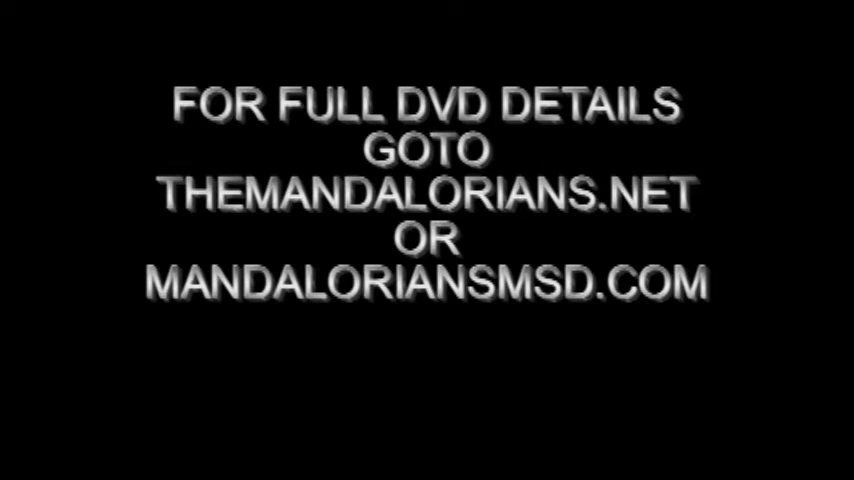 FOR FULL DVD DETAILS
GOTO
THEMANDALORIANS.NET
OR
MANDALORIANSMSD.COM